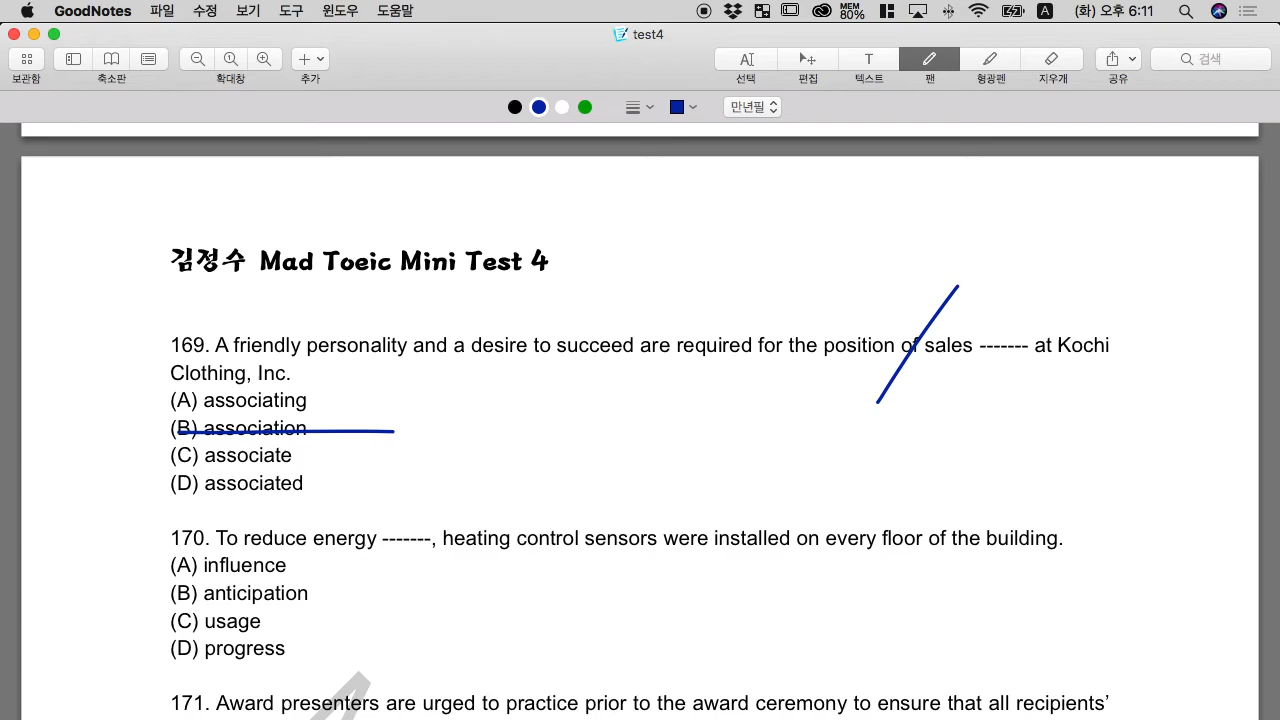 GoodNotes 파일 수정 보기 도구 윈도우 도움말 MEM 80% A (화) 오후 6:11
test4
보관함 축소판 확대창 추가 선택 편집 텍스트 펜 형광펜 지우개 공유 검색
만년필
김정수 Mad Toeic Mini Test 4
169. A friendly personality and a desire to succeed are required for the position of sales ------- at Kochi
Clothing, Inc.
(A) associating
(B) association
(C) associate
(D) associated
170. To reduce energy -------, heating control sensors were installed on every floor of the building.
(A) influence
(B) anticipation
(C) usage
(D) progress
171. Award presenters are urged to practice prior to the award ceremony to ensure that all recipients’